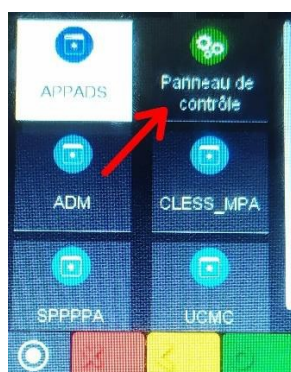 APPADS
Panneau de
contrôle
ADM
CLESS_MPA
SPPPPA
UCMC